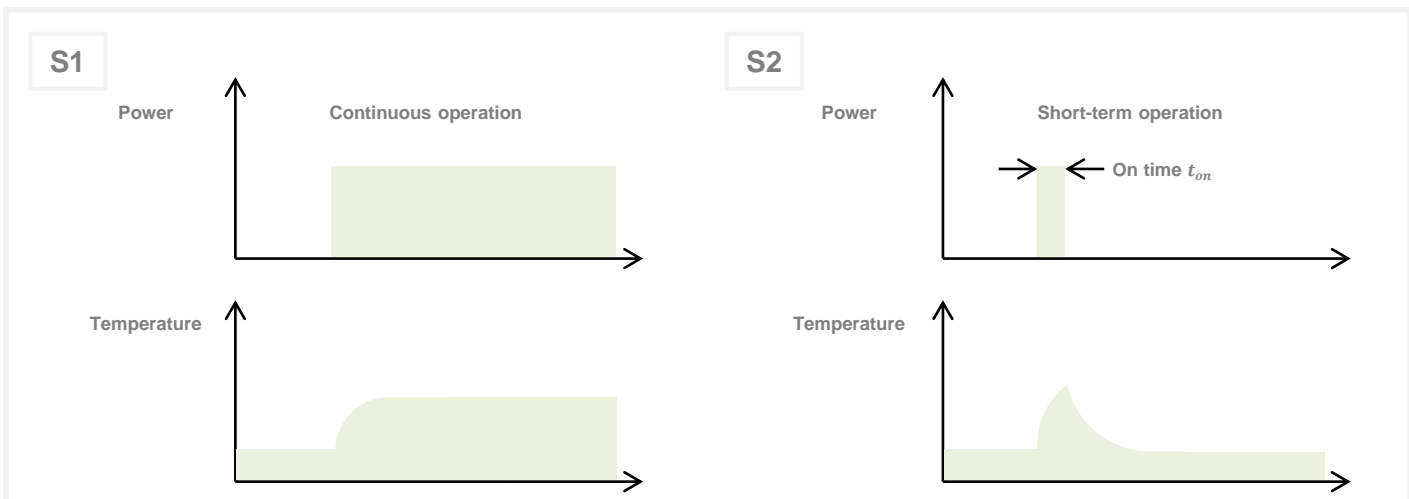 S1
Power
Continuous operation
Temperature
S2
Power
Short-term operation
On time t_on
Temperature